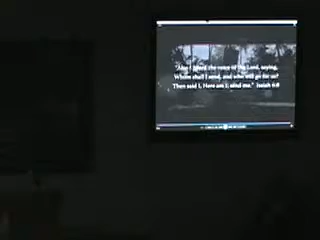 "Also I heard the voice of the Lord, saying,
Whom shall I send, and who will go for us?
Then said I, Here am I; send me." Isaiah 6:8